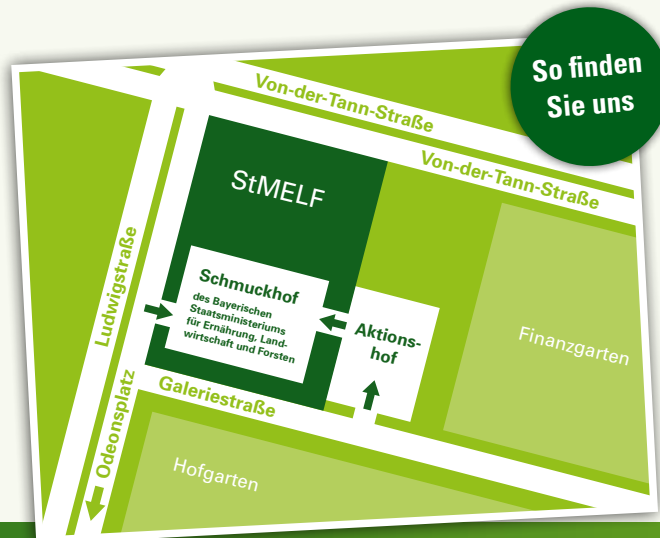 So finden
Sie uns
Von-der-Tann-Straße
Von-der-Tann-Straße
StMELF
Ludwigstraße
Schmuckhof
des Bayerischen
Staatsministeriums
für Ernährung, Land-
wirtschaft und Forsten
Aktions-
hof
Finanzgarten
Galeriestraße
Odeonsplatz
Hofgarten